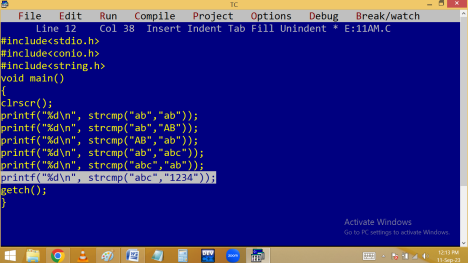 TC
File Edit Run Compile Project Options Debug Break/watch
Line 12 Col 38 Insert Indent Tab Fill Unindent * E:11AM.C
#include<stdio.h>
#include<conio.h>
#include<string.h>
void main()
{
clrscr();
printf("%d\n", strcmp("ab","ab"));
printf("%d\n", strcmp("ab","AB"));
printf("%d\n", strcmp("AB","ab"));
printf("%d\n", strcmp("ab","abc"));
printf("%d\n", strcmp("abc","ab"));
printf("%d\n", strcmp("abc","1234"));
getch();
}
Activate Windows
Go to PC settings to activate Windows.
DEV
zoom
12:13 PM
11-Sep-23